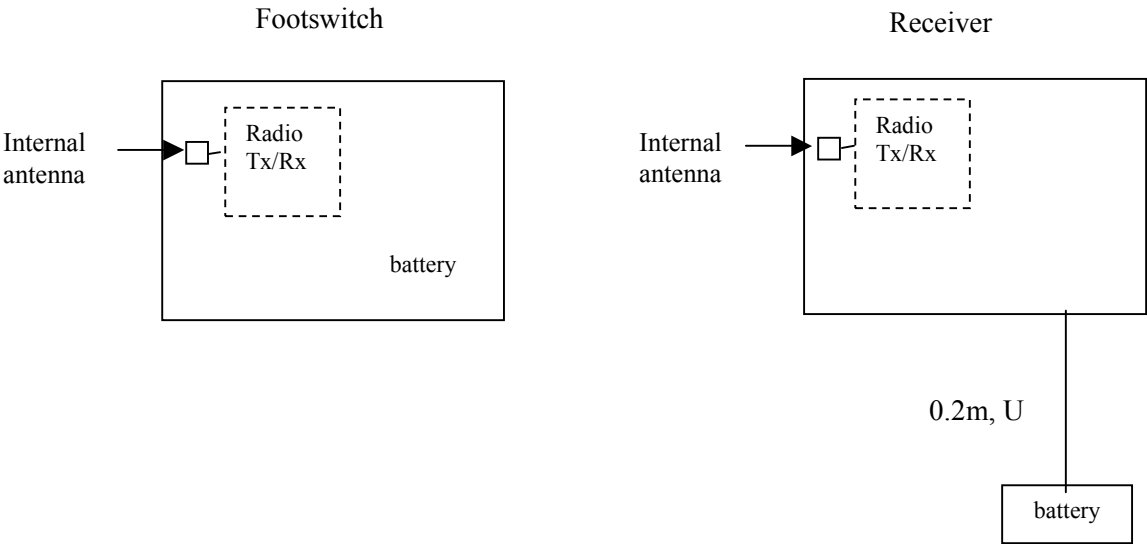 Footswitch
Internal
antenna
Radio
Tx/Rx
battery
Receiver
Internal
antenna
Radio
Tx/Rx
0.2m, U
battery